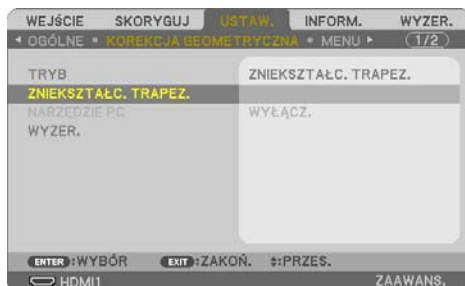 WEJŚCIE SKORYGUJ USTAW. INFORM. WYZER.
OGÓLNE • KOREKCJA GEOMETRYCZNA • MENU (1/2)
TRYB ZNIEKSZTAŁC. TRAPEZ.
ZNIEKSZTAŁC. TRAPEZ.
NARZĘDZIE PC WYŁĄCZ.
WYZER.
ENTER :WYBÓR EXIT :ZAKOŃ. :PRZES.
HDMI1 ZAAWANS.